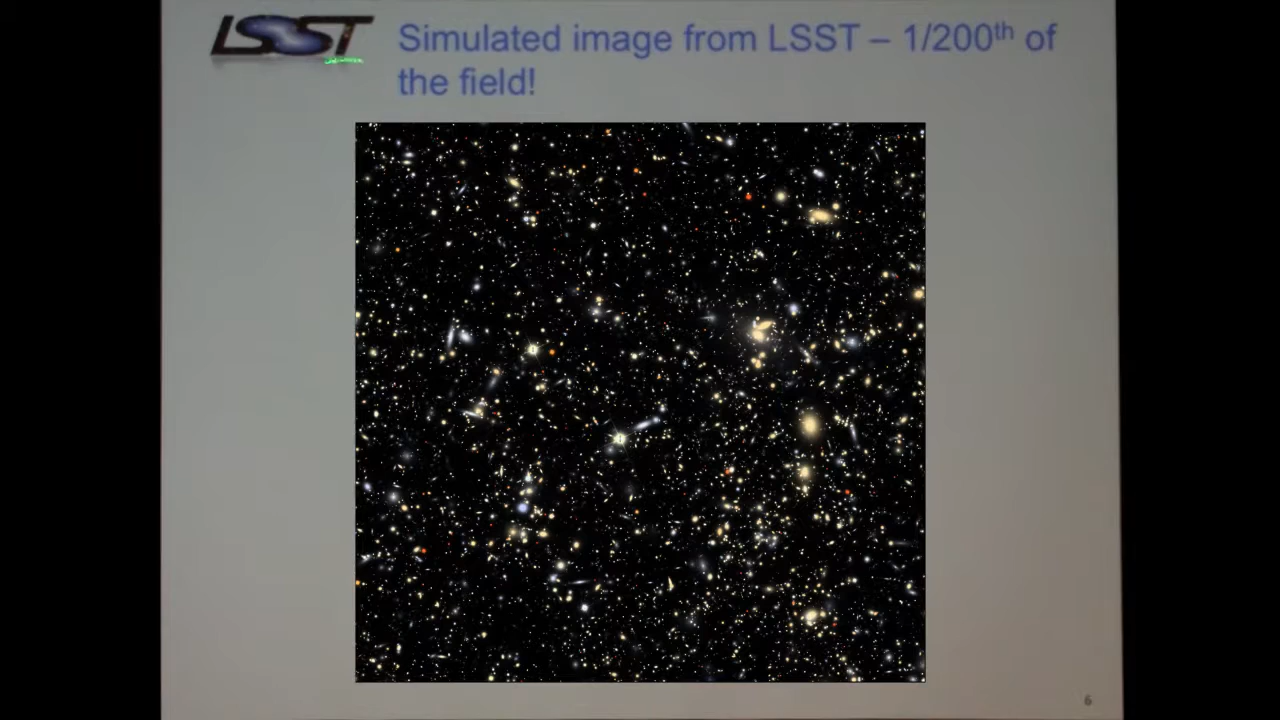 LSST
Simulated image from LSST – 1/200th of
the field!
6